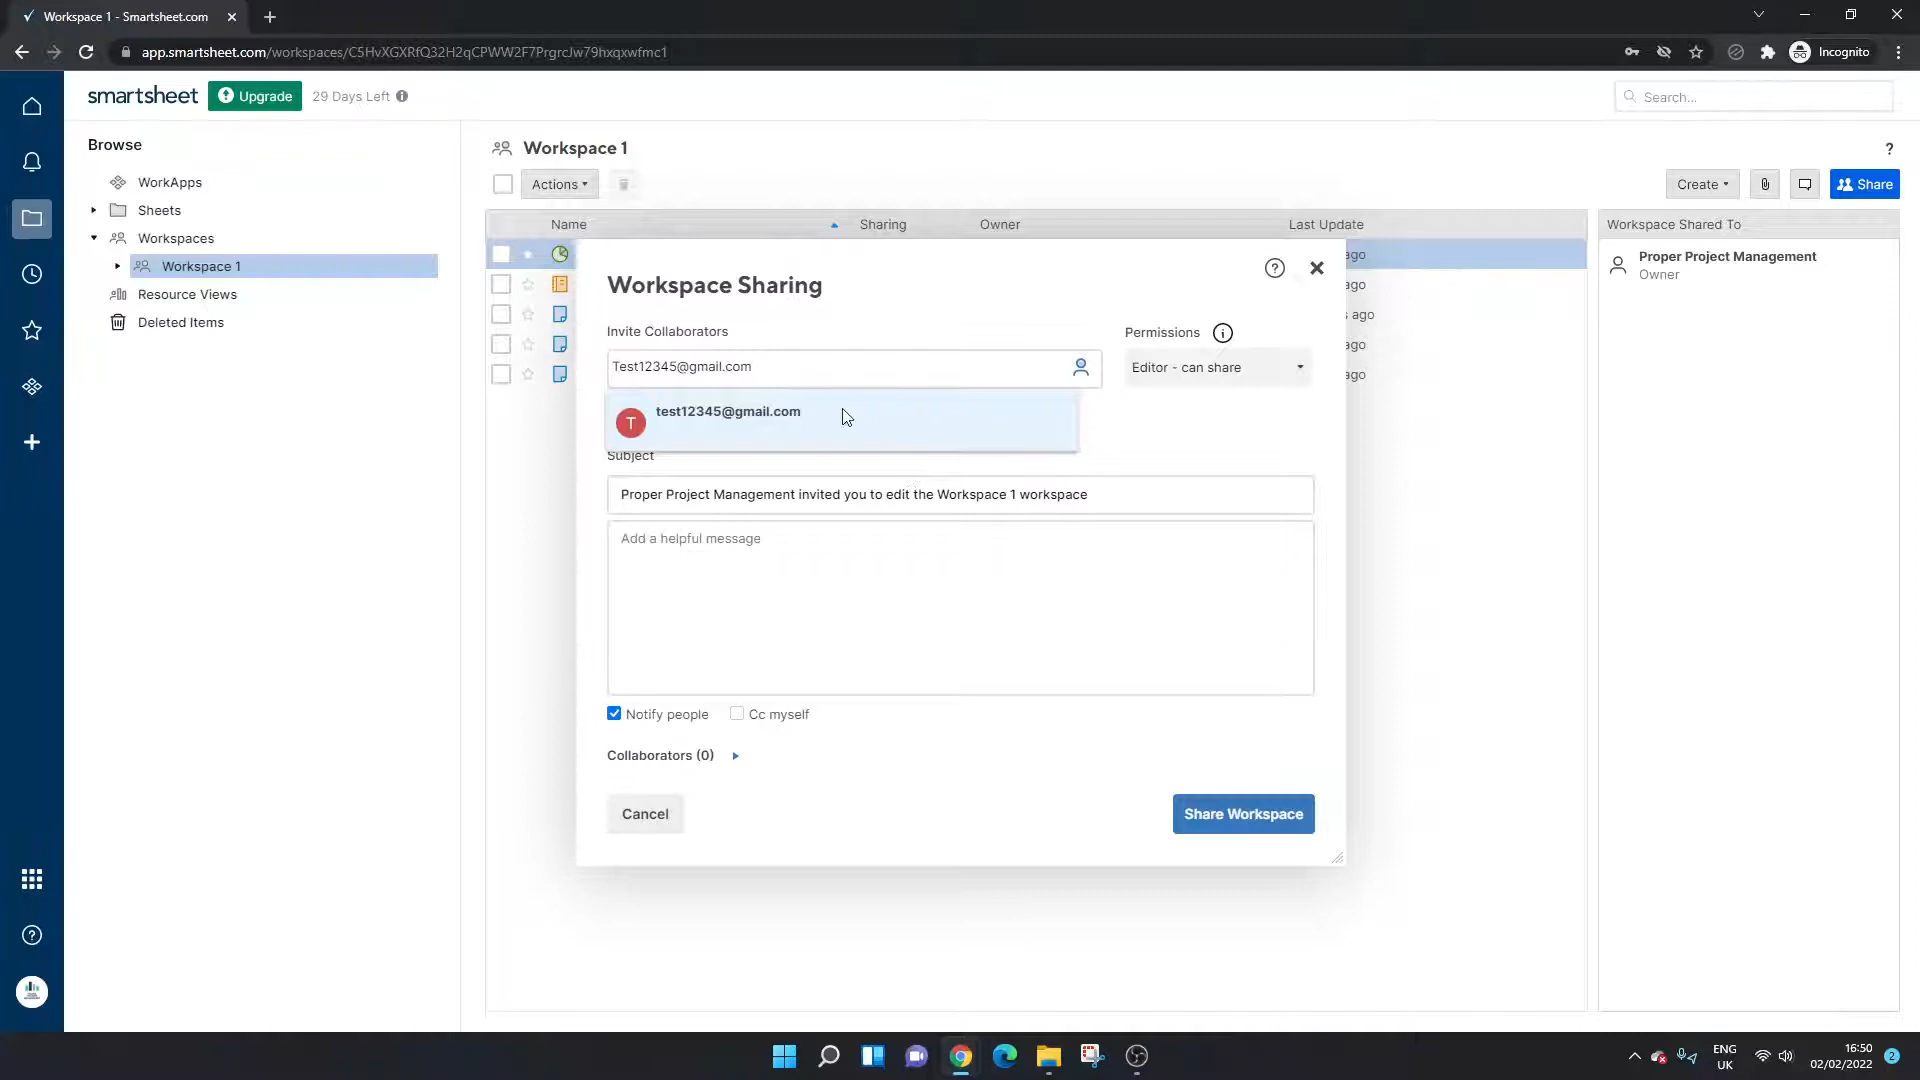 Workspace 1 - Smartsheet.com
app.smartsheet.com/workspaces/C5HvXGXRfQ32H2qCPWW2F7PrgrcJw79hxqxwfmc1
Incognito
smartsheet
Upgrade
29 Days Left
Search...
Browse
WorkApps
Sheets
Workspaces
Workspace 1
Resource Views
Deleted Items
Workspace 1
?
Actions
Create
Share
Name
Sharing
Owner
Last Update
Workspace Shared To
ago
ago
s ago
ago
ago
Proper Project Management
Owner
Workspace Sharing
?
Invite Collaborators
Permissions
Test12345@gmail.com
Editor - can share
T
test12345@gmail.com
Subject
Proper Project Management invited you to edit the Workspace 1 workspace
Add a helpful message
Notify people
Cc myself
Collaborators (0)
Cancel
Share Workspace
ENG
UK
16:50
02/02/2022
2